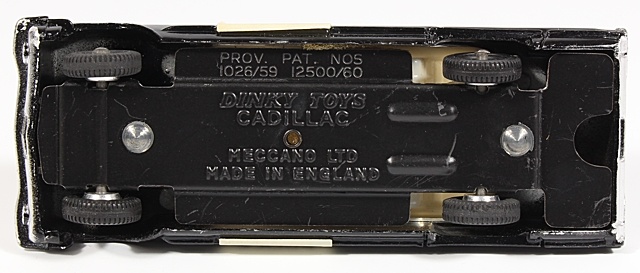 PROV. PAT. NOS
1026/59 12500/60
DINKY TOYS
CADILLAC
MECCANO LTD
MADE IN ENGLAND